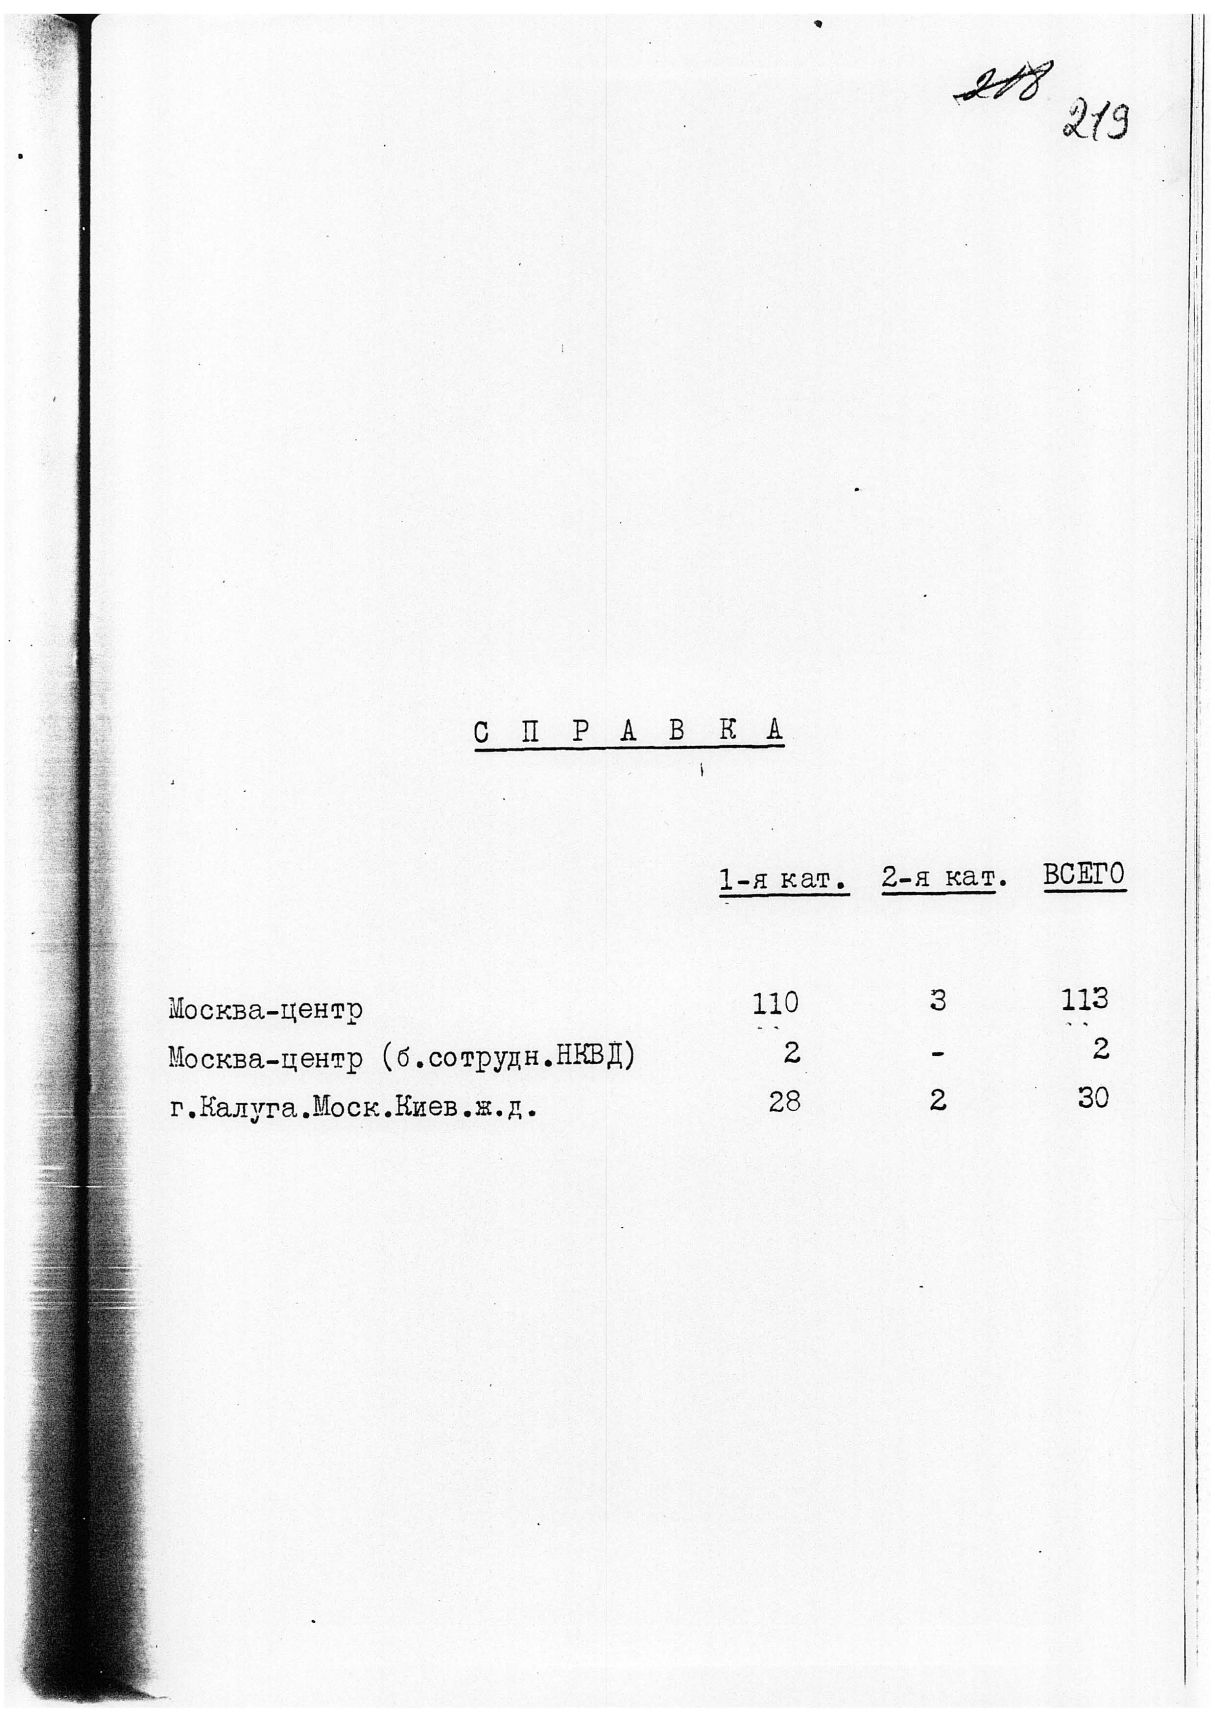 218
219
С П Р А В К А
1-я кат. 2-я кат. ВСЕГО
Москва-центр 110 3 113
Москва-центр (б.сотрудн.НКВД) 2 - 2
г.Калуга.Моск.Киев.ж.д. 28 2 30